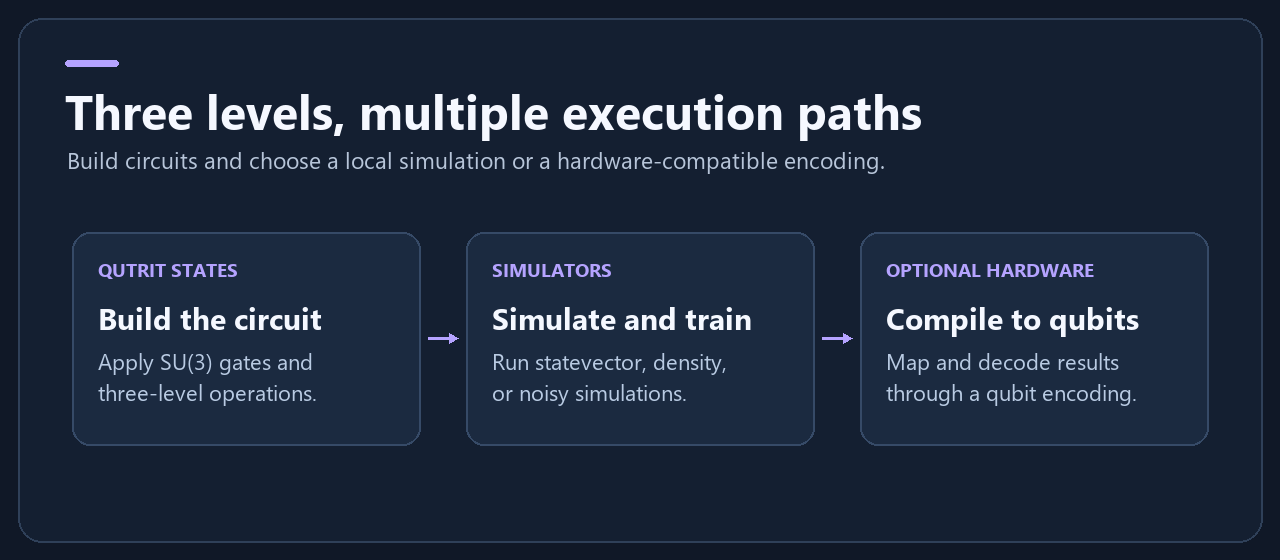 Three levels, multiple execution paths
Build circuits and choose a local simulation or a hardware-compatible encoding.
QUTRIT STATES
Build the circuit
Apply SU(3) gates and
three-level operations.
SIMULATORS
Simulate and train
Run statevector, density,
or noisy simulations.
OPTIONAL HARDWARE
Compile to qubits
Map and decode results
through a qubit encoding.